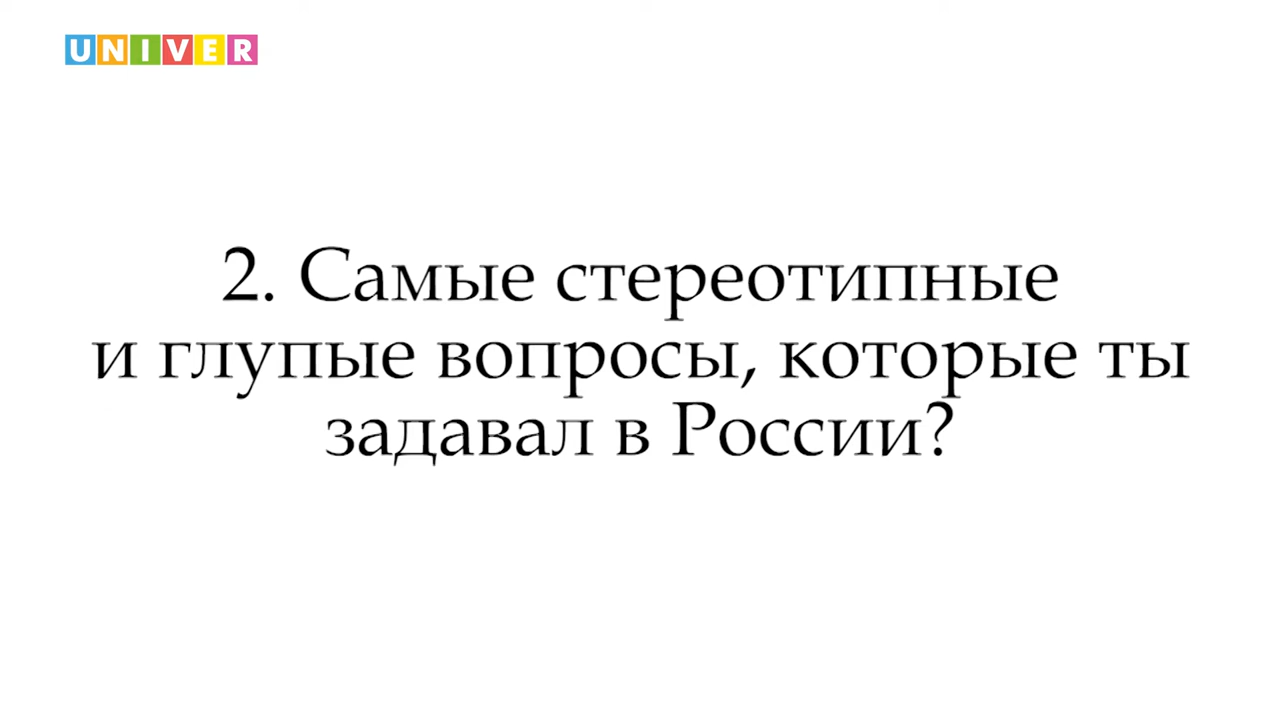 UNIVER
2. Самые стереотипные
и глупые вопросы, которые ты
задавал в России?